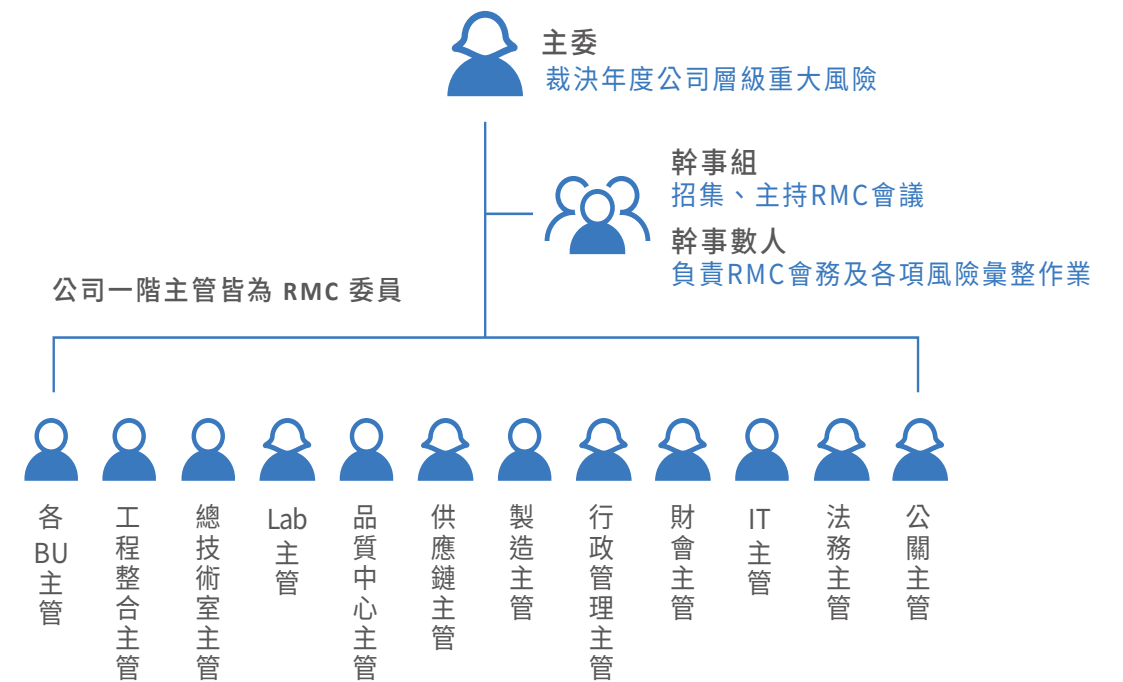 主委
裁決年度公司層級重大風險
幹事組
招集、主持RMC會議
幹事數人
負責RMC會務及各項風險彙整作業
公司一階主管皆為 RMC 委員
各BU主管
工程整合主管
總技術室主管
Lab主管
品質中心主管
供應鏈主管
製造主管
行政管理主管
財會主管
IT主管
法務主管
公關主管